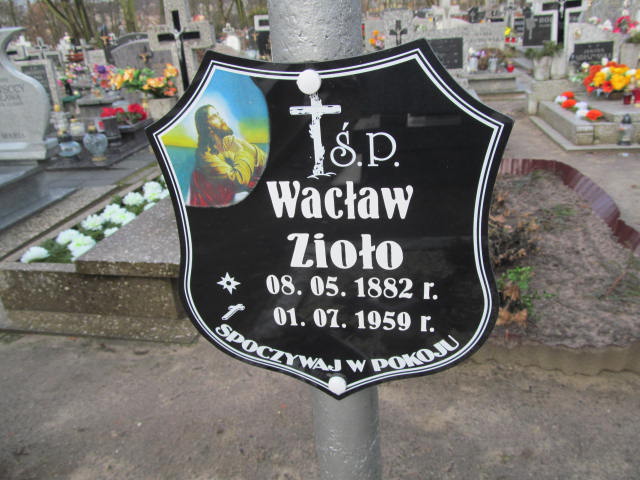 Ś.P.
Wacław
Zioło
08. 05. 1882 r.
01. 07. 1959 r.
SPOCZYWAJ W POKOJU